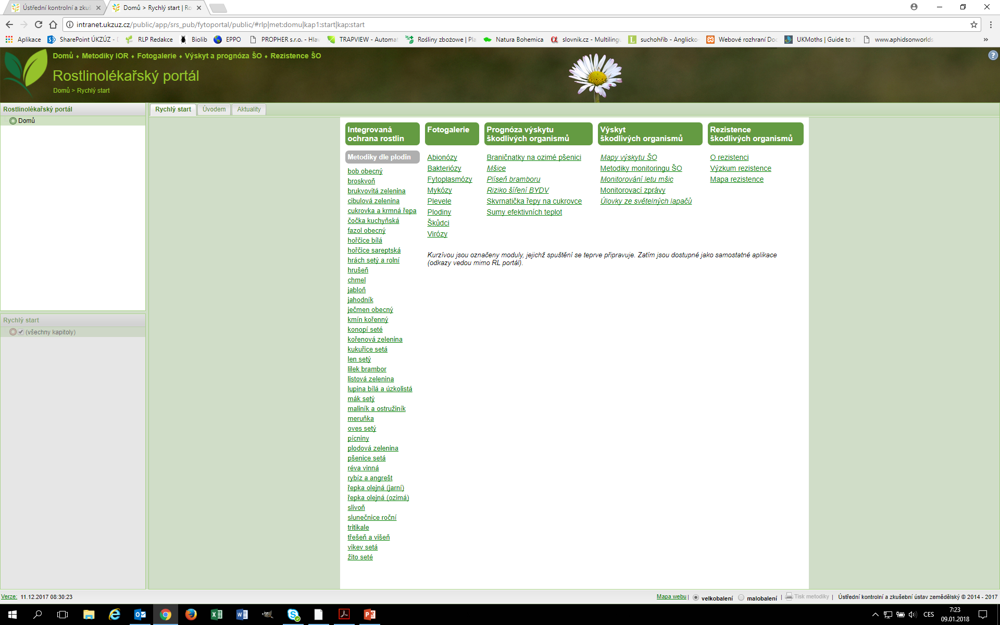 Ústřední kontrolní a zkuš
Domů > Rychlý start | Ro
intranet.ukzuz.cz/public/app/srs_pub/fytoportal/public/#rlp|met:domu|kap1:start|kap:start
Aplikace
SharePoint ÚKZÚZ -
RLP Redakce
Biolib
EPPO
PROPHER s.r.o. - Hlav
TRAPVIEW - Automat
Rośliny zbożowe | Pla
Natura Bohemica
slovnik.cz - Multiling
suchohřib - Anglicko-
Webové rozhraní Doc
UKMoths | Guide to t
www.aphidsonworlds
»
Domů ♦ Metodiky IOR ♦ Fotogalerie ♦ Výskyt a prognóza ŠO ♦ Rezistence ŠO
Rostlinolékařský portál
Domů > Rychlý start
?
Rostlinolékařský portál
Domů
Rychlý start
(všechny kapitoly)
Rychlý start
Úvodem
Aktuality
Integrovaná
ochrana rostlin
Metodiky dle plodin
bob obecný
broskvoň
brukvovitá zelenina
cibulová zelenina
cukrovka a krmná řepa
čočka kuchyňská
fazol obecný
hořčice bílá
hořčice sareptská
hrách setý a rolní
hrušeň
chmel
jabloň
jahodník
ječmen obecný
kmín kořenný
konopí seté
kořenová zelenina
kukuřice setá
len setý
lilek brambor
listová zelenina
lupina bílá a úzkolistá
mák setý
maliník a ostružiník
meruňka
oves setý
pícniny
plodová zelenina
pšenice setá
réva vinná
rybíz a angrešt
řepka olejná (jarní)
řepka olejná (ozimá)
slivoň
slunečnice roční
tritikale
třešeň a višeň
vikev setá
žito seté
Fotogalerie
Abionózy
Bakteriózy
Fytoplasmózy
Mykózy
Plevele
Plodiny
Škůdci
Virózy
Prognóza výskytu
škodlivých organismů
Braničnatky na ozimé pšenici
Mšice
Plíseň bramboru
Riziko šíření BYDV
Skvrnatička řepy na cukrovce
Sumy efektivních teplot
Výskyt
škodlivých organismů
Mapy výskytu ŠO
Metodiky monitoringu ŠO
Monitorování letu mšic
Monitorovací zprávy
Úlovky ze světelných lapačů
Rezistence
škodlivých organismů
O rezistenci
Výzkum rezistence
Mapa rezistence
Kurzívou jsou označeny moduly, jejichž spuštění se teprve připravuje. Zatím jsou dostupné jako samostatné aplikace
(odkazy vedou mimo RL portál).
Verze: 11.12.2017 08:30:23
Mapa webu | velkobalení malobalení | Tisk metodiky | Ústřední kontrolní a zkušební ústav zemědělský © 2014 - 2017
CES
7:23
09.01.2018